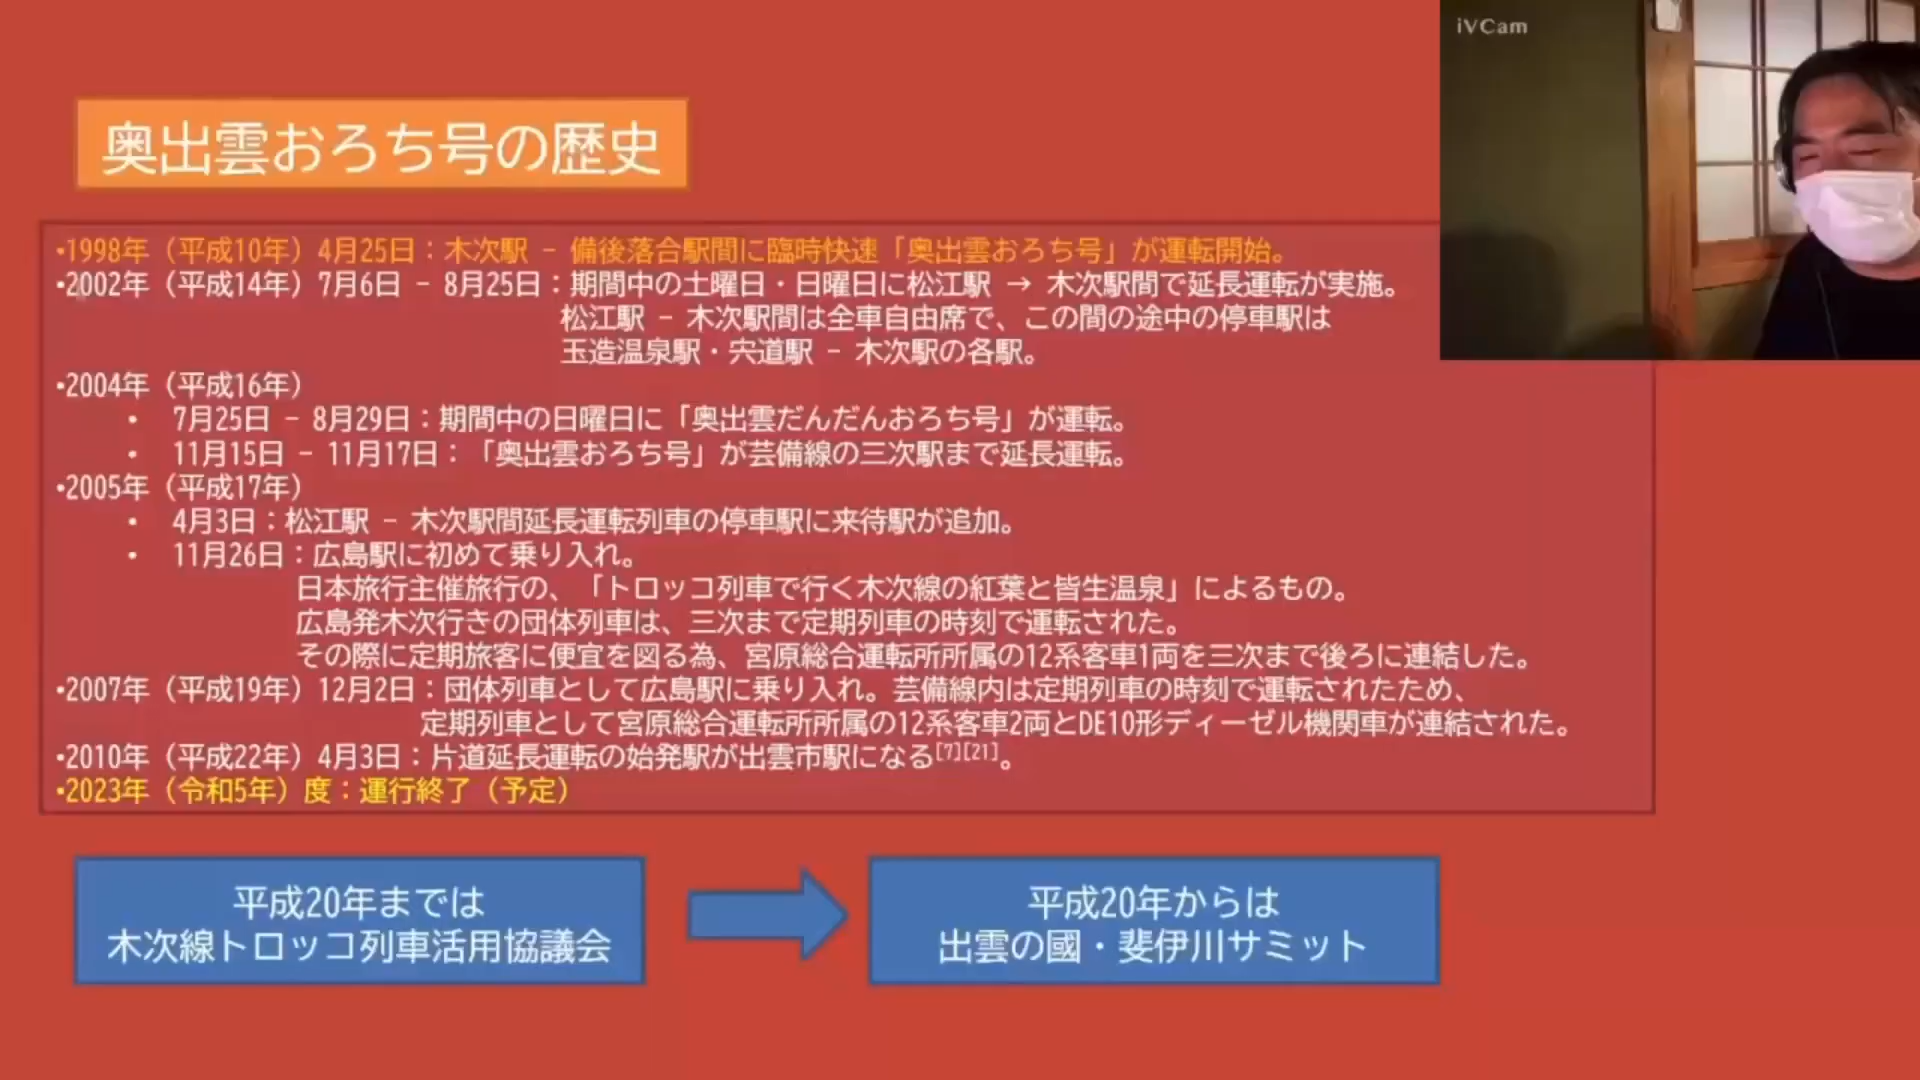 iVCam
奥出雲おろち号の歴史
•1998年（平成10年）4月25日：木次駅 - 備後落合駅間に臨時快速「奥出雲おろち号」が運転開始。
•2002年（平成14年）7月6日 - 8月25日：期間中の土曜日・日曜日に松江駅 → 木次駅間で延長運転が実施。
松江駅 - 木次駅間は全車自由席で、この間の途中の停車駅は
玉造温泉駅・宍道駅 - 木次駅の各駅。
•2004年（平成16年）
• 7月25日 - 8月29日：期間中の日曜日に「奥出雲だんだんおろち号」が運転。
• 11月15日 - 11月17日：「奥出雲おろち号」が芸備線の三次駅まで延長運転。
•2005年（平成17年）
• 4月3日：松江駅 - 木次駅間延長運転列車の停車駅に来待駅が追加。
• 11月26日：広島駅に初めて乗り入れ。
日本旅行主催旅行の、「トロッコ列車で行く木次線の紅葉と皆生温泉」によるもの。
広島発木次行きの団体列車は、三次まで定期列車の時刻で運転された。
その際に定期旅客に便宜を図る為、宮原総合運転所所属の12系客車1両を三次まで後ろに連結した。
•2007年（平成19年）12月2日：団体列車として広島駅に乗り入れ。芸備線内は定期列車の時刻で運転されたため、
定期列車として宮原総合運転所所属の12系客車2両とDE10形ディーゼル機関車が連結された。
•2010年（平成22年）4月3日：片道延長運転の始発駅が出雲市駅になる[7][21]。
•2023年（令和5年）度：運行終了（予定）
平成20年までは
木次線トロッコ列車活用協議会
平成20年からは
出雲の國・斐伊川サミット